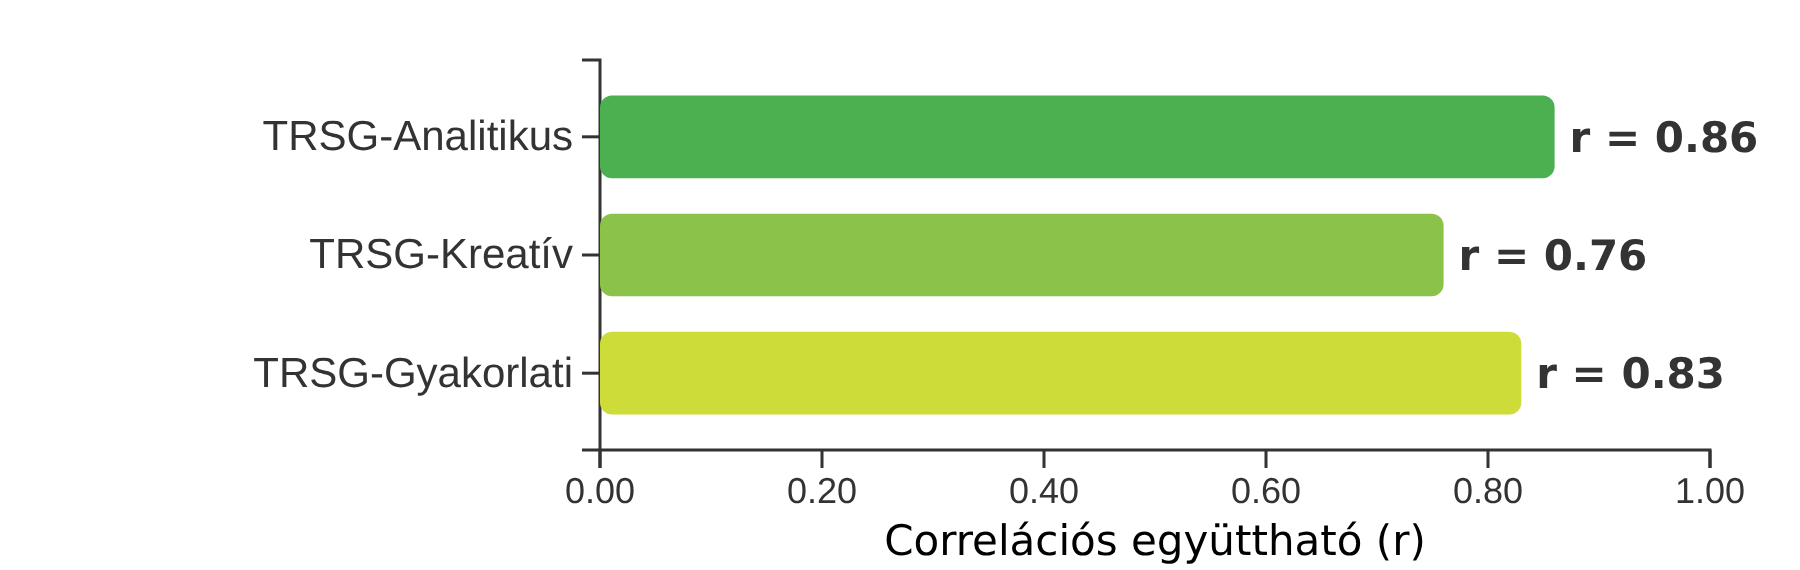 TRSG-Analitikus r = 0.86
TRSG-Kreatív r = 0.76
TRSG-Gyakorlati r = 0.83
0.00 0.20 0.40 0.60 0.80 1.00
Correlációs együttható (r)